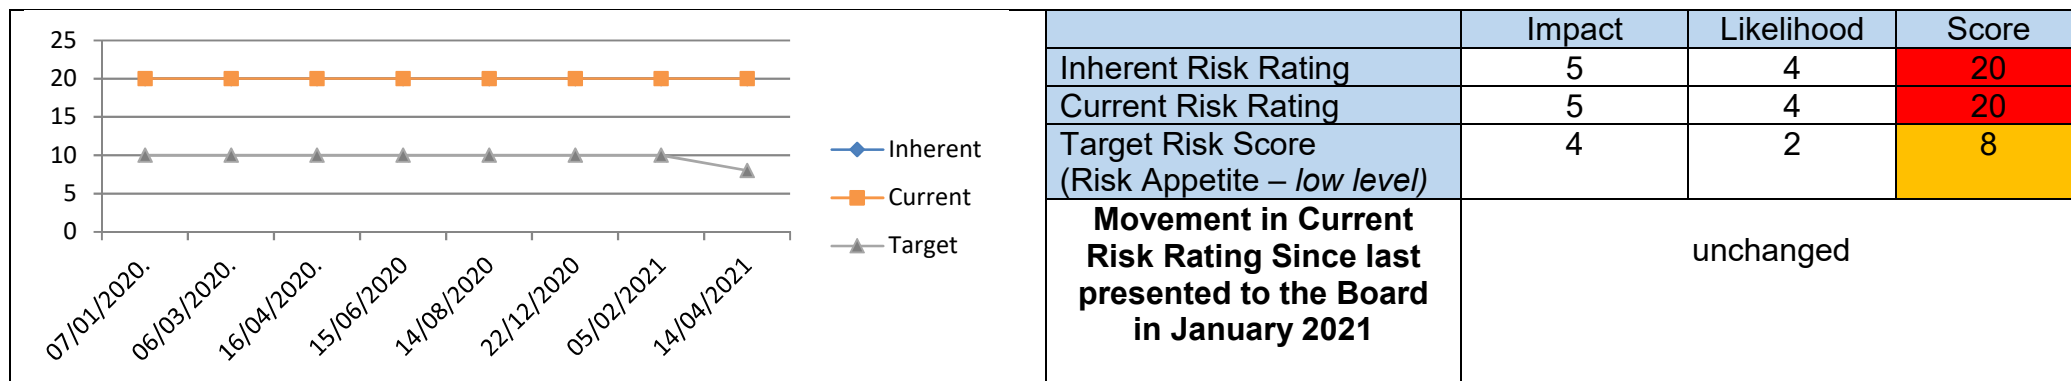 25
20
15
10
5
0
07/01/2020.
06/03/2020.
16/04/2020.
15/06/2020
14/08/2020
22/12/2020
05/02/2021
14/04/2021
Inherent
Current
Target
Impact Likelihood Score
Inherent Risk Rating 5 4 20
Current Risk Rating 5 4 20
Target Risk Score 4 2 8
(Risk Appetite – low level)
Movement in Current
Risk Rating Since last
presented to the Board
in January 2021
unchanged